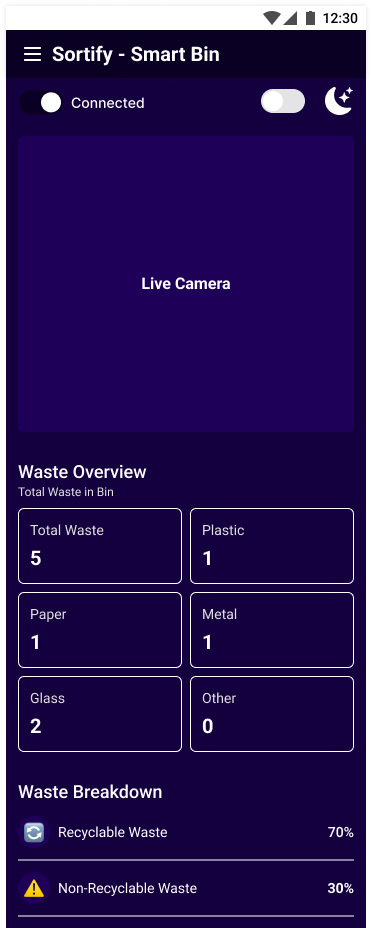 12:30
Sortify - Smart Bin
Connected
Live Camera
Waste Overview
Total Waste in Bin
Total Waste
5
Plastic
1
Paper
1
Metal
1
Glass
2
Other
0
Waste Breakdown
Recyclable Waste 70%
Non-Recyclable Waste 30%